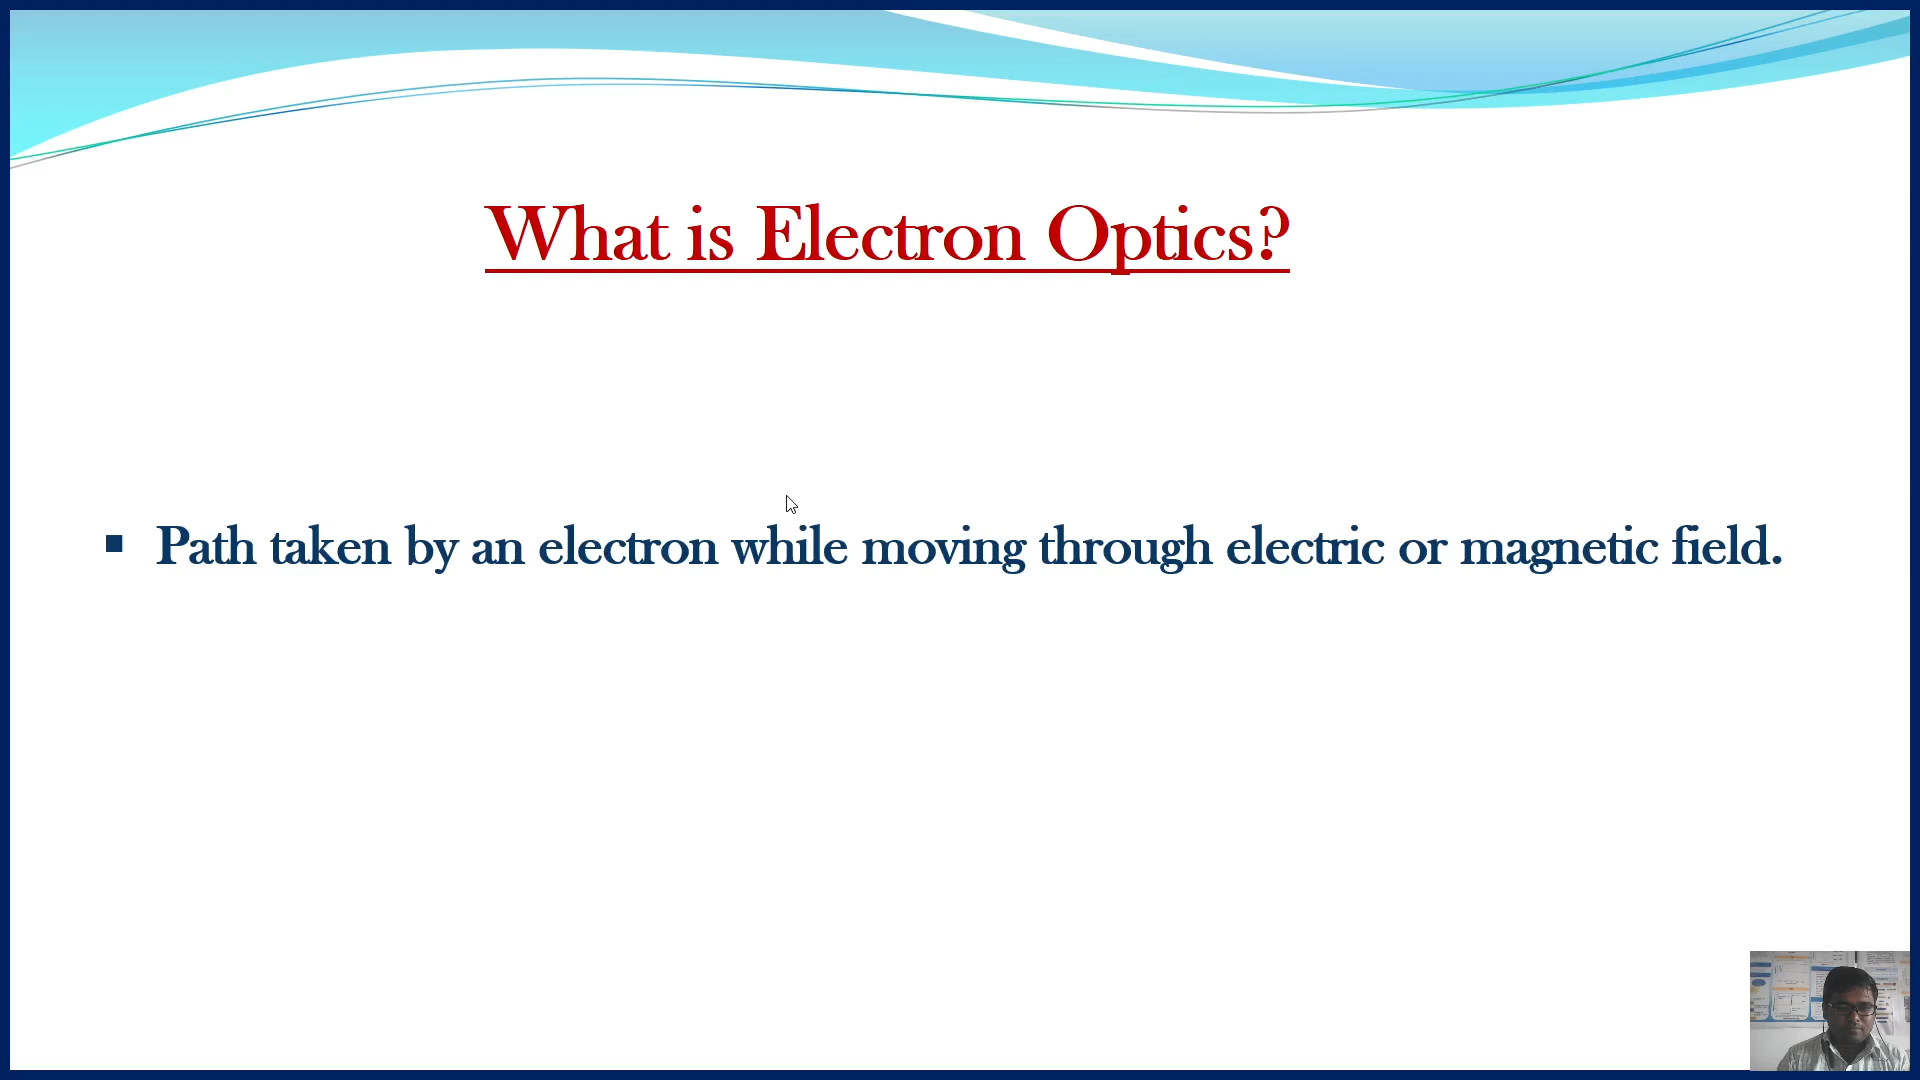 What is Electron Optics?
▪ Path taken by an electron while moving through electric or magnetic field.